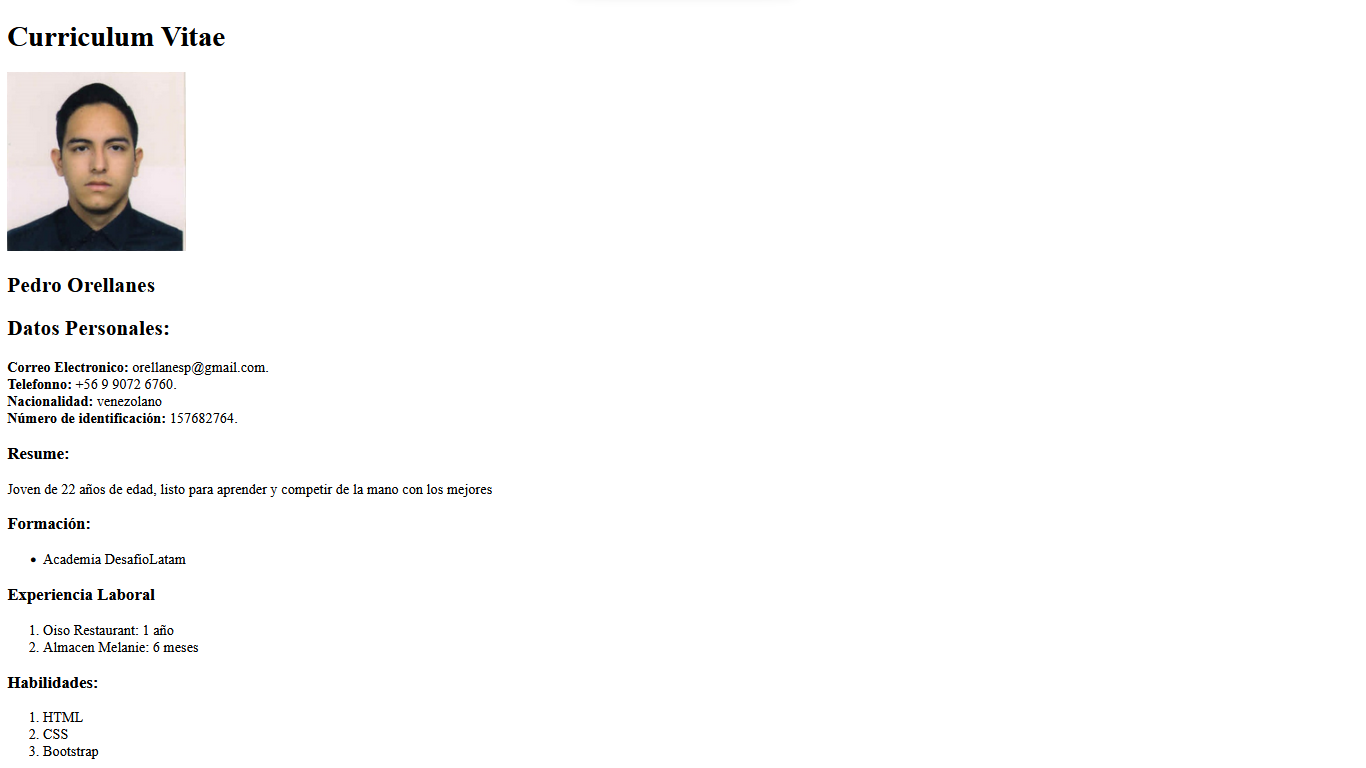 Curriculum Vitae
Pedro Orellanes
Datos Personales:
Correo Electronico: orellanesp@gmail.com.
Telefonno: +56 9 9072 6760.
Nacionalidad: venezolano
Número de identificación: 157682764.
Resume:
Joven de 22 años de edad, listo para aprender y competir de la mano con los mejores
Formación:
• Academia DesafíoLatam
Experiencia Laboral
1. Oiso Restaurant: 1 año
2. Almacen Melanie: 6 meses
Habilidades:
1. HTML
2. CSS
3. Bootstrap